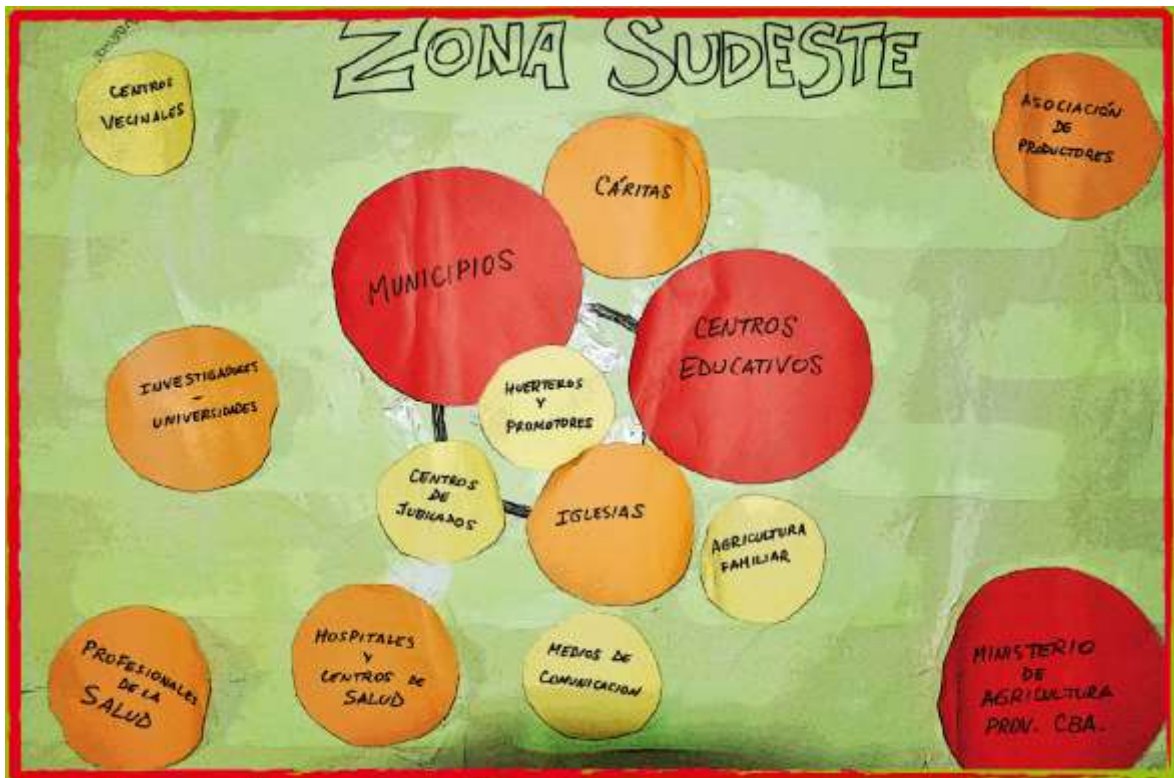 ZONA SUDESTE
CENTROS
VECINALES
ASOCIACIÓN
DE
PRODUCTORES
CÁRITAS
MUNICIPIOS
CENTROS
EDUCATIVOS
INVESTIGADORES
-
UNIVERSIDADES
HUERTEROS
Y
PROMOTORES
CENTROS
DE
JUBILADOS
IGLESIAS
AGRICULTURA
FAMILIAR
PROFESIONALES
DE LA
SALUD
HOSPITALES
Y
CENTROS DE
SALUD
MEDIOS DE
COMUNICACION
MINISTERIO
DE
AGRICULTURA
PROV. CBA.